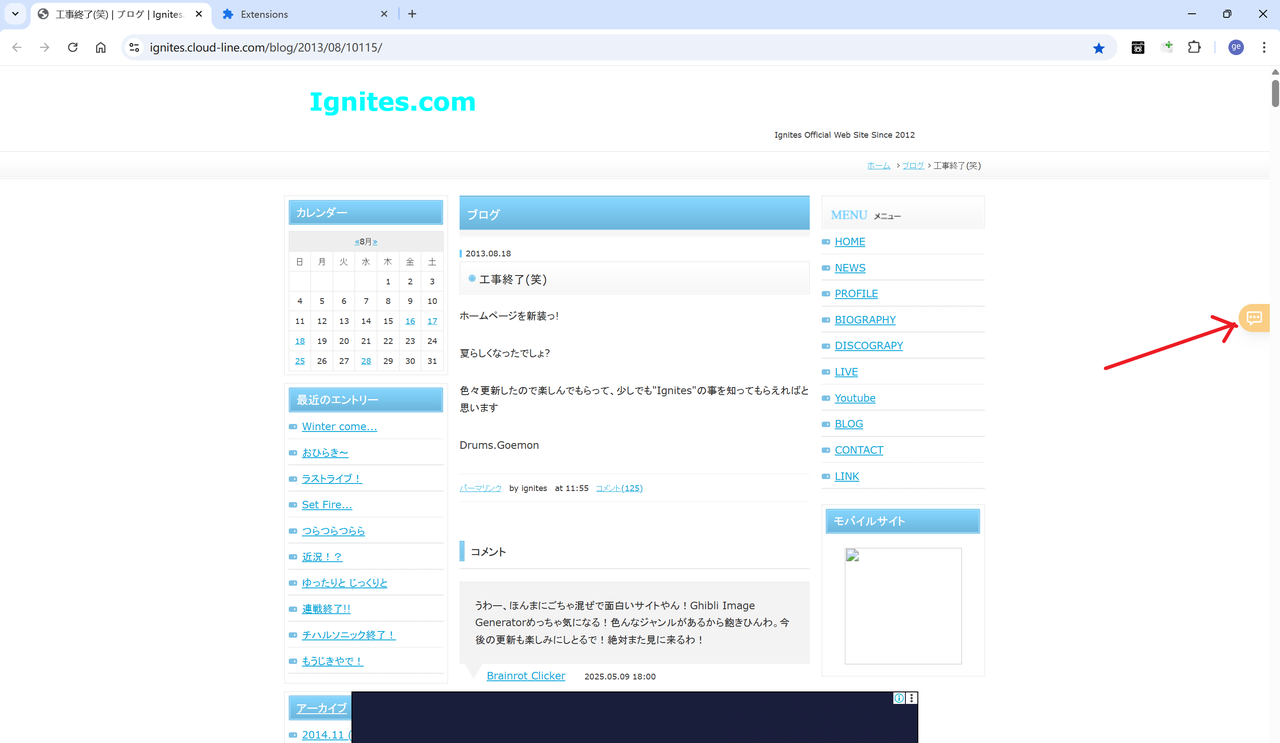 工事終了(笑) | ブログ | Ignites.
Extensions
ignites.cloud-line.com/blog/2013/08/10115/
ge
Ignites.com
Ignites Official Web Site Since 2012
ホーム > ブログ > 工事終了(笑)
カレンダー
«8月»
日 月 火 水 木 金 土
1 2 3
4 5 6 7 8 9 10
11 12 13 14 15 16 17
18 19 20 21 22 23 24
25 26 27 28 29 30 31
最近のエントリー
Winter come...
おひらき〜
ラストライブ！
Set Fire...
つらつらつらら
近況！？
ゆったりと じっくりと
連戦終了!!
チハルソニック終了！
もうじきやで！
アーカイブ
2014.11 (
ブログ
2013.08.18
工事終了(笑)
ホームページを新装っ!
夏らしくなったでしょ?
色々更新したので楽しんでもらって、少しでも"Ignites"の事を知ってもらえればと
思います
Drums.Goemon
パーマリンク by ignites at 11:55 コメント(125)
コメント
うわー、ほんまにごちゃ混ぜで面白いサイトやん！Ghibli Image
Generatorめっちゃ気になる！色んなジャンルがあるから飽きひんわ。今
後の更新も楽しみにしとるで！絶対また見に来るわ！
Brainrot Clicker 2025.05.09 18:00
MENU メニュー
HOME
NEWS
PROFILE
BIOGRAPHY
DISCOGRAPY
LIVE
Youtube
BLOG
CONTACT
LINK
モバイルサイト